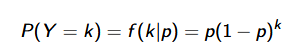 P(Y = k) = f(k|p) = p(1 − p)^k